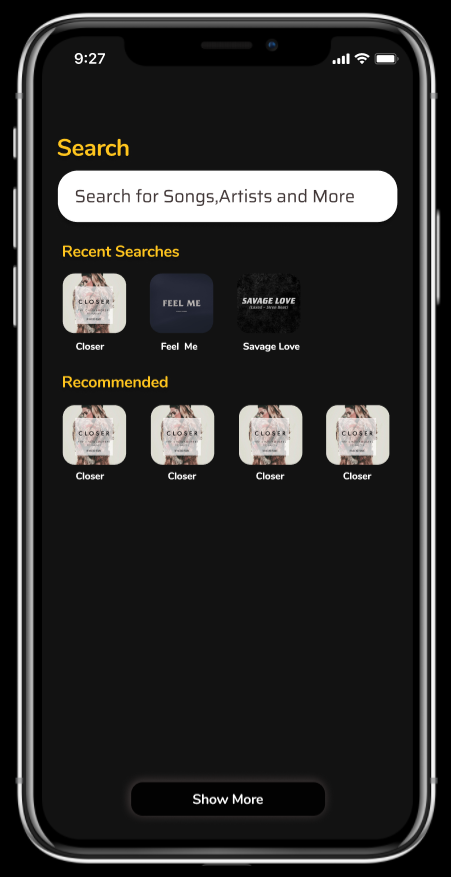 9:27
Search
Search for Songs,Artists and More
Recent Searches
CLOSER
FEEL ME
SAVAGE LOVE
Closer
Feel Me
Savage Love
Recommended
CLOSER
CLOSER
CLOSER
CLOSER
Closer
Closer
Closer
Closer
Show More